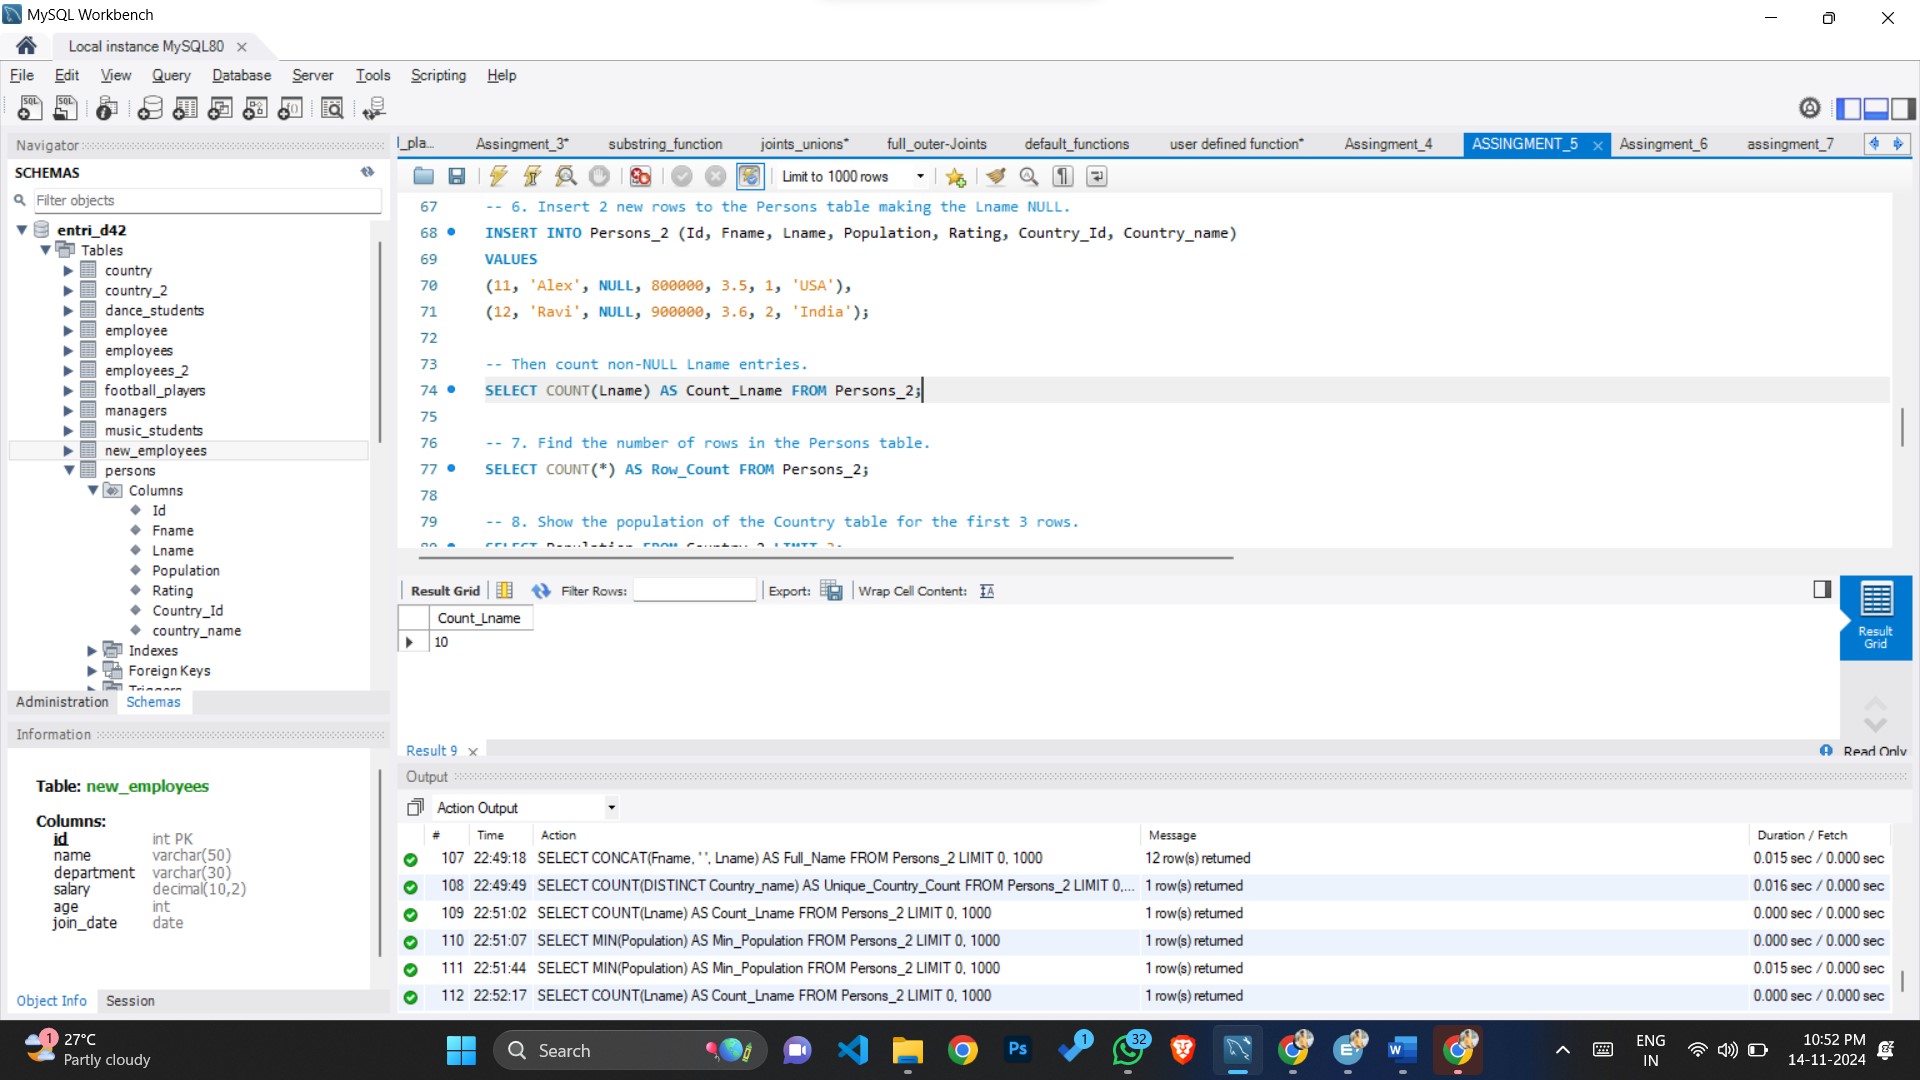 MySQL Workbench
Local instance MySQL80
File Edit View Query Database Server Tools Scripting Help
Navigator
SCHEMAS
Filter objects
entri_d42
Tables
country
country_2
dance_students
employee
employees
employees_2
football_players
managers
music_students
new_employees
persons
Columns
Id
Fname
Lname
Population
Rating
Country_Id
country_name
Indexes
Foreign Keys
Triggers
Administration Schemas
Information
Table: new_employees
Columns:
id int PK
name varchar(50)
department varchar(30)
salary decimal(10,2)
age int
join_date date
Object Info Session
l_pla... Assingment_3* substring_function joints_unions* full_outer-Joints default_functions user defined function* Assingment_4 ASSINGMENT_5 Assingment_6 assingment_7
Limit to 1000 rows
67 -- 6. Insert 2 new rows to the Persons table making the Lname NULL.
68 INSERT INTO Persons_2 (Id, Fname, Lname, Population, Rating, Country_Id, Country_name)
69 VALUES
70 (11, 'Alex', NULL, 800000, 3.5, 1, 'USA'),
71 (12, 'Ravi', NULL, 900000, 3.6, 2, 'India');
72
73 -- Then count non-NULL Lname entries.
74 SELECT COUNT(Lname) AS Count_Lname FROM Persons_2;
75
76 -- 7. Find the number of rows in the Persons table.
77 SELECT COUNT(*) AS Row_Count FROM Persons_2;
78
79 -- 8. Show the population of the Country table for the first 3 rows.
80 SELECT Population FROM Country_2 LIMIT 3;
Result Grid Filter Rows: Export: Wrap Cell Content:
Count_Lname
10
Result Grid
Result 9
Read Only
Output
Action Output
# Time Action Message Duration / Fetch
107 22:49:18 SELECT CONCAT(Fname, ' ', Lname) AS Full_Name FROM Persons_2 LIMIT 0, 1000 12 row(s) returned 0.015 sec / 0.000 sec
108 22:49:49 SELECT COUNT(DISTINCT Country_name) AS Unique_Country_Count FROM Persons_2 LIMIT 0,... 1 row(s) returned 0.016 sec / 0.000 sec
109 22:51:02 SELECT COUNT(Lname) AS Count_Lname FROM Persons_2 LIMIT 0, 1000 1 row(s) returned 0.000 sec / 0.000 sec
110 22:51:07 SELECT MIN(Population) AS Min_Population FROM Persons_2 LIMIT 0, 1000 1 row(s) returned 0.000 sec / 0.000 sec
111 22:51:44 SELECT MIN(Population) AS Min_Population FROM Persons_2 LIMIT 0, 1000 1 row(s) returned 0.015 sec / 0.000 sec
112 22:52:17 SELECT COUNT(Lname) AS Count_Lname FROM Persons_2 LIMIT 0, 1000 1 row(s) returned 0.000 sec / 0.000 sec
1
27°C
Partly cloudy
Search
Ps
1
32
ENG
IN
10:52 PM
14-11-2024